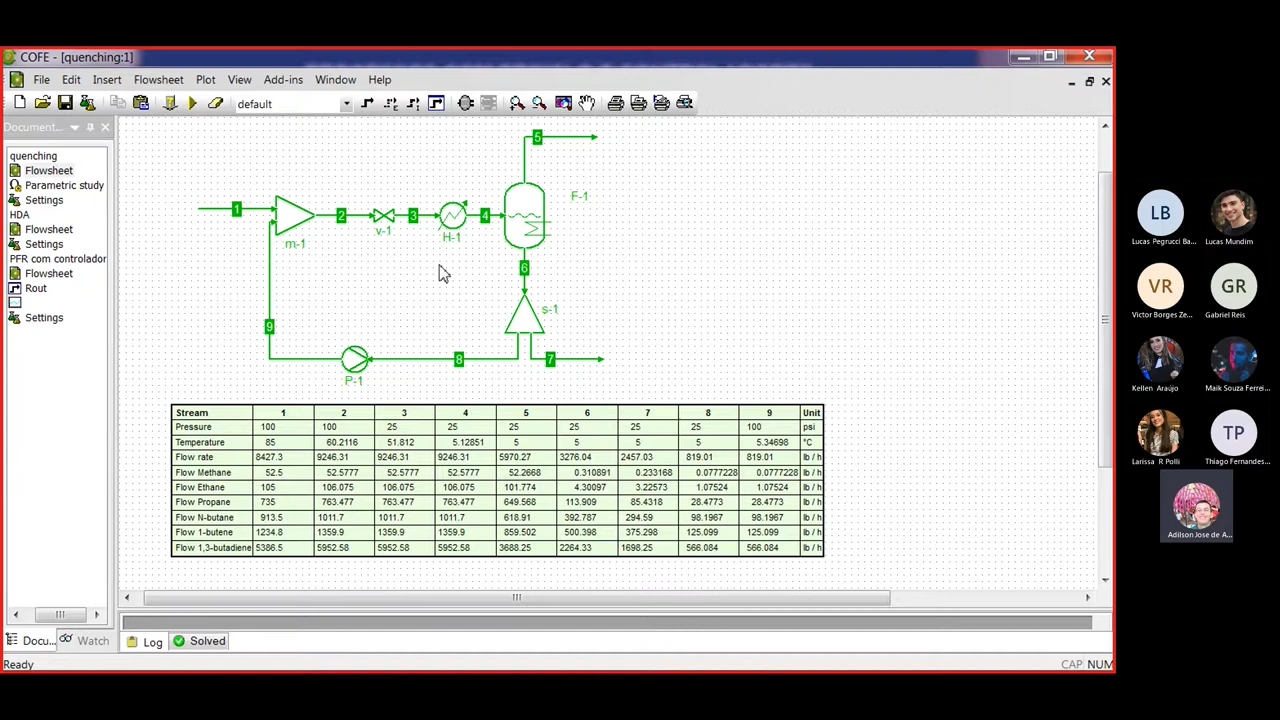 COFE - [quenching:1]
File Edit Insert Flowsheet Plot View Add-ins Window Help
default
Document...
quenching
Flowsheet
Parametric study
Settings
HDA
Flowsheet
Settings
PFR com controlador
Flowsheet
Rout
Settings
5
F-1
1
2
3
4
m-1
v-1
H-1
6
s-1
9
8
7
P-1
Stream 1 2 3 4 5 6 7 8 9 Unit
Pressure 100 100 25 25 25 25 25 25 100 psi
Temperature 85 60.2116 51.812 5.12851 5 5 5 5 5.34698 °C
Flow rate 8427.3 9246.31 9246.31 9246.31 5970.27 3276.04 2457.03 819.01 819.01 lb / h
Flow Methane 52.5 52.5777 52.5777 52.5777 52.2668 0.310891 0.233168 0.0777228 0.0777228 lb / h
Flow Ethane 105 106.075 106.075 106.075 101.774 4.30097 3.22573 1.07524 1.07524 lb / h
Flow Propane 735 763.477 763.477 763.477 649.568 113.909 85.4318 28.4773 28.4773 lb / h
Flow N-butane 913.5 1011.7 1011.7 1011.7 618.91 392.787 294.59 98.1967 98.1967 lb / h
Flow 1-butene 1234.8 1359.9 1359.9 1359.9 859.502 500.398 375.298 125.099 125.099 lb / h
Flow 1,3-butadiene 5386.5 5952.58 5952.58 5952.58 3688.25 2264.33 1698.25 566.084 566.084 lb / h
Docu... Watch
Log Solved
Ready
CAP NUM
LB
Lucas Pegrucci Ba...
Lucas Mundim
VR
Victor Borges Ze...
GR
Gabriel Reis
Kellen Araújo
Maik Souza Ferrei...
Larissa R Polli
TP
Thiago Fernandes...
Adilson Jose de A...